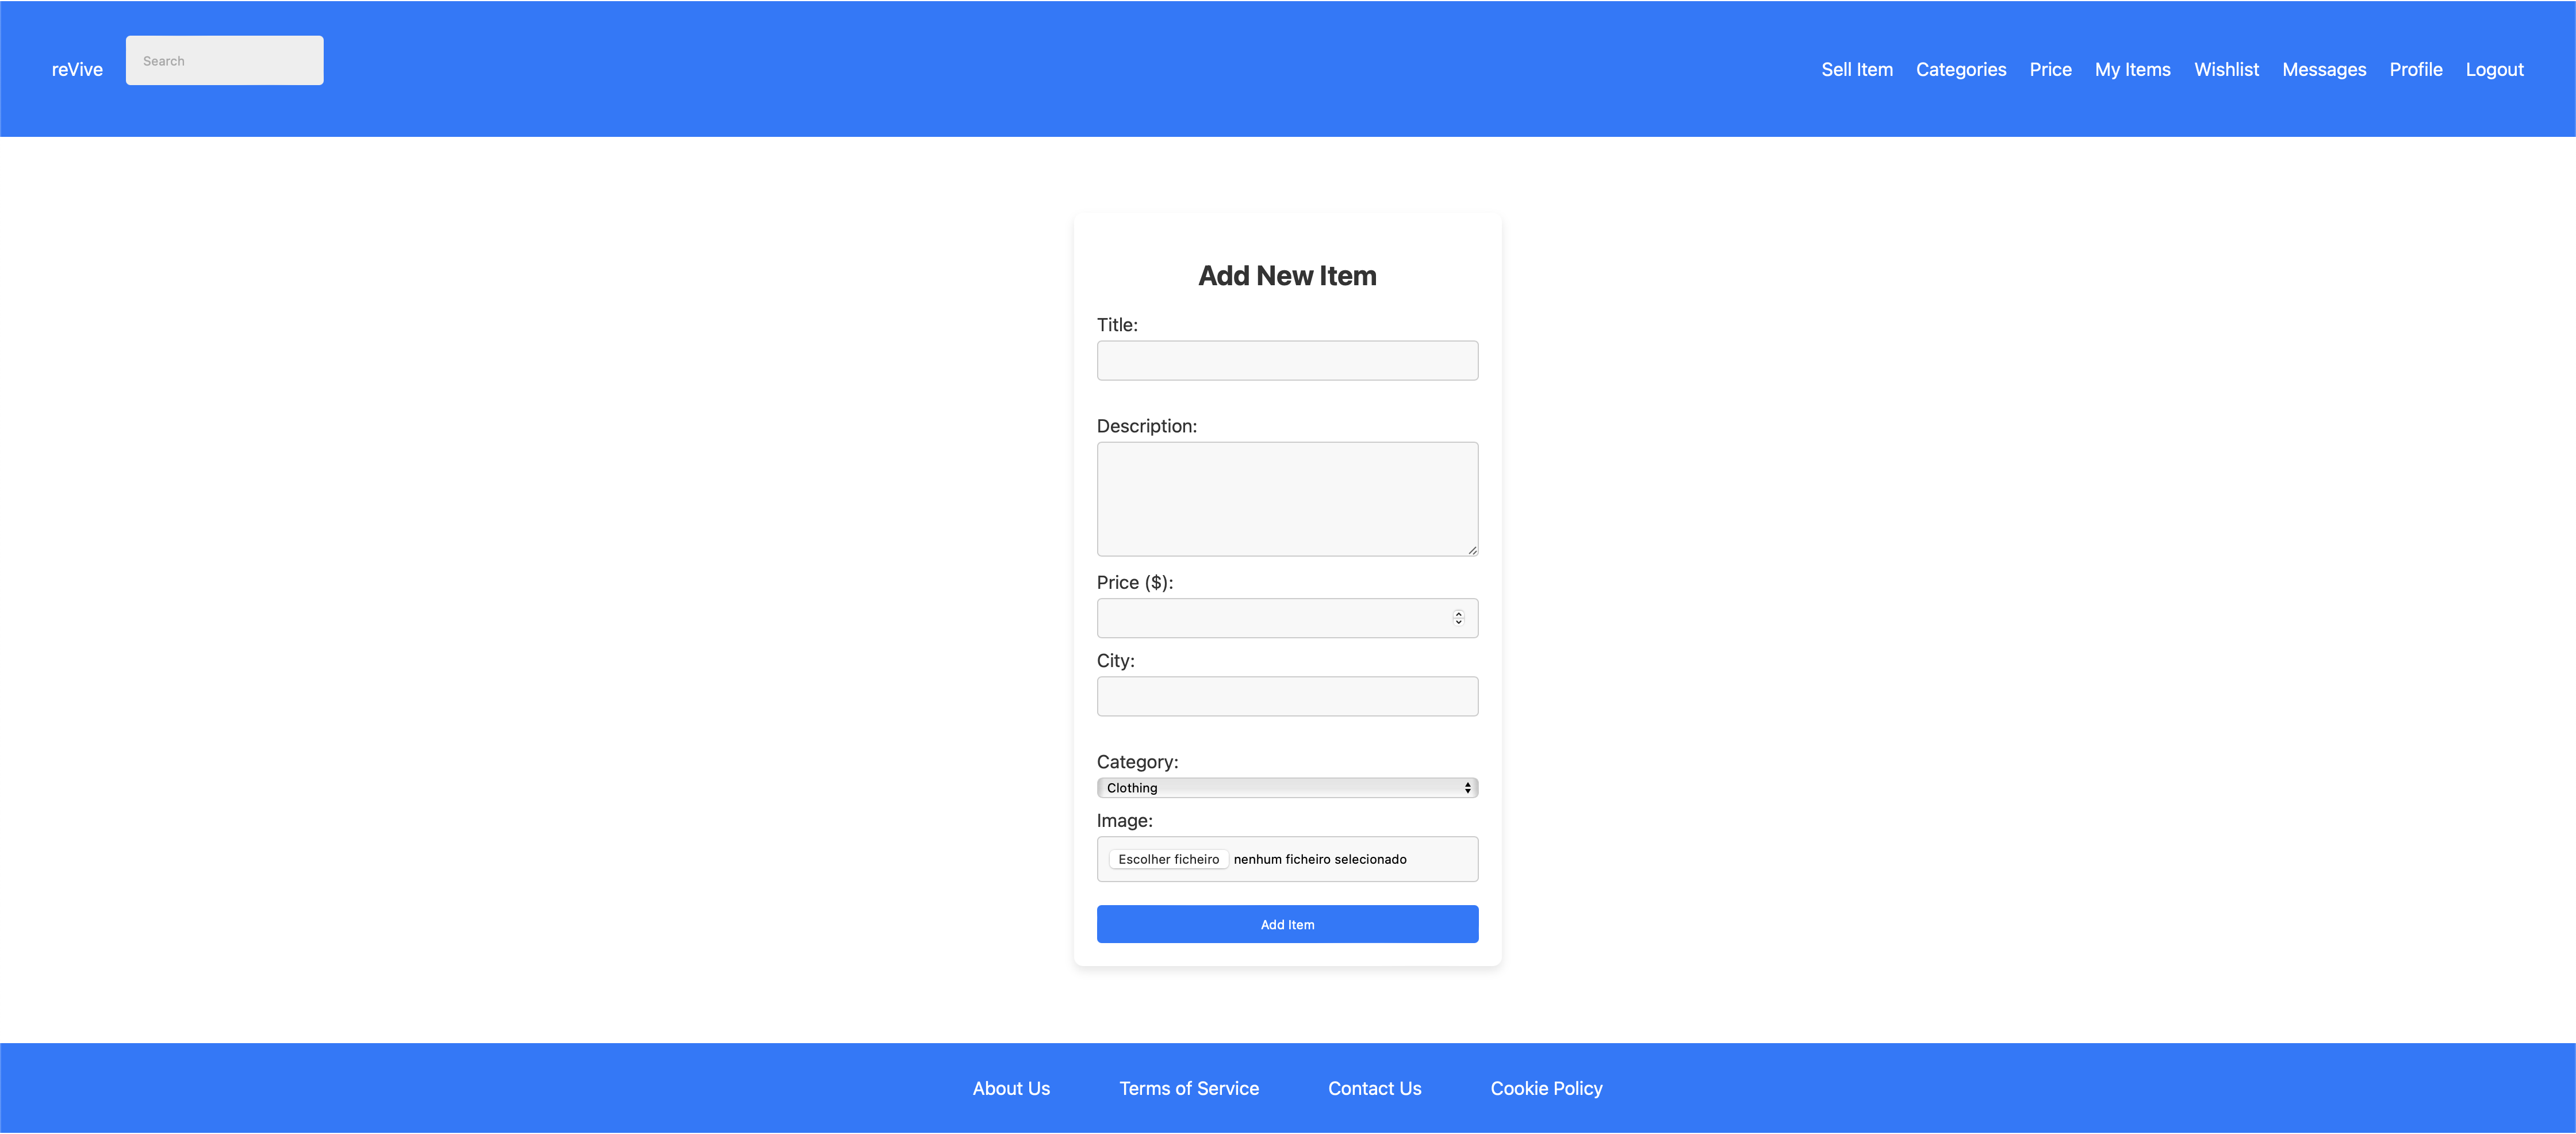 reVive
Search
Sell Item
Categories
Price
My Items
Wishlist
Messages
Profile
Logout
Add New Item
Title:
Description:
Price ($):
City:
Category:
Clothing
Image:
Escolher ficheiro nenhum ficheiro selecionado
Add Item
About Us
Terms of Service
Contact Us
Cookie Policy